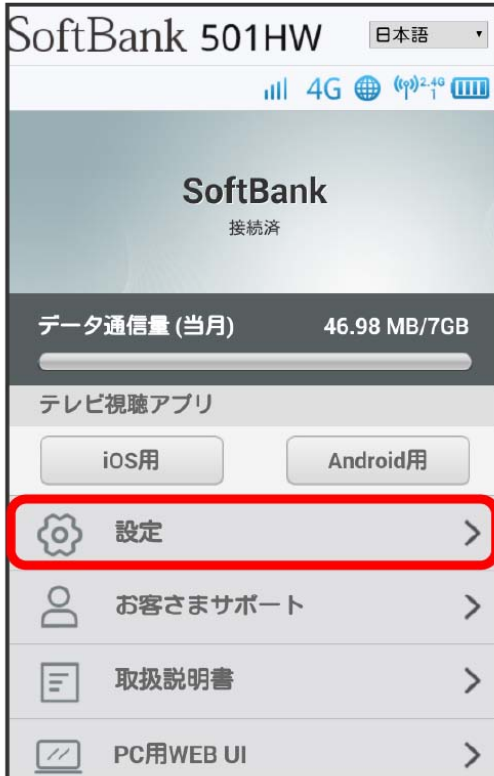 SoftBank 501HW 日本語
4G 2.4G 1
SoftBank
接続済
データ通信量 (当月) 46.98 MB/7GB
テレビ視聴アプリ
iOS用 Android用
設定
お客さまサポート
取扱説明書
PC用WEB UI